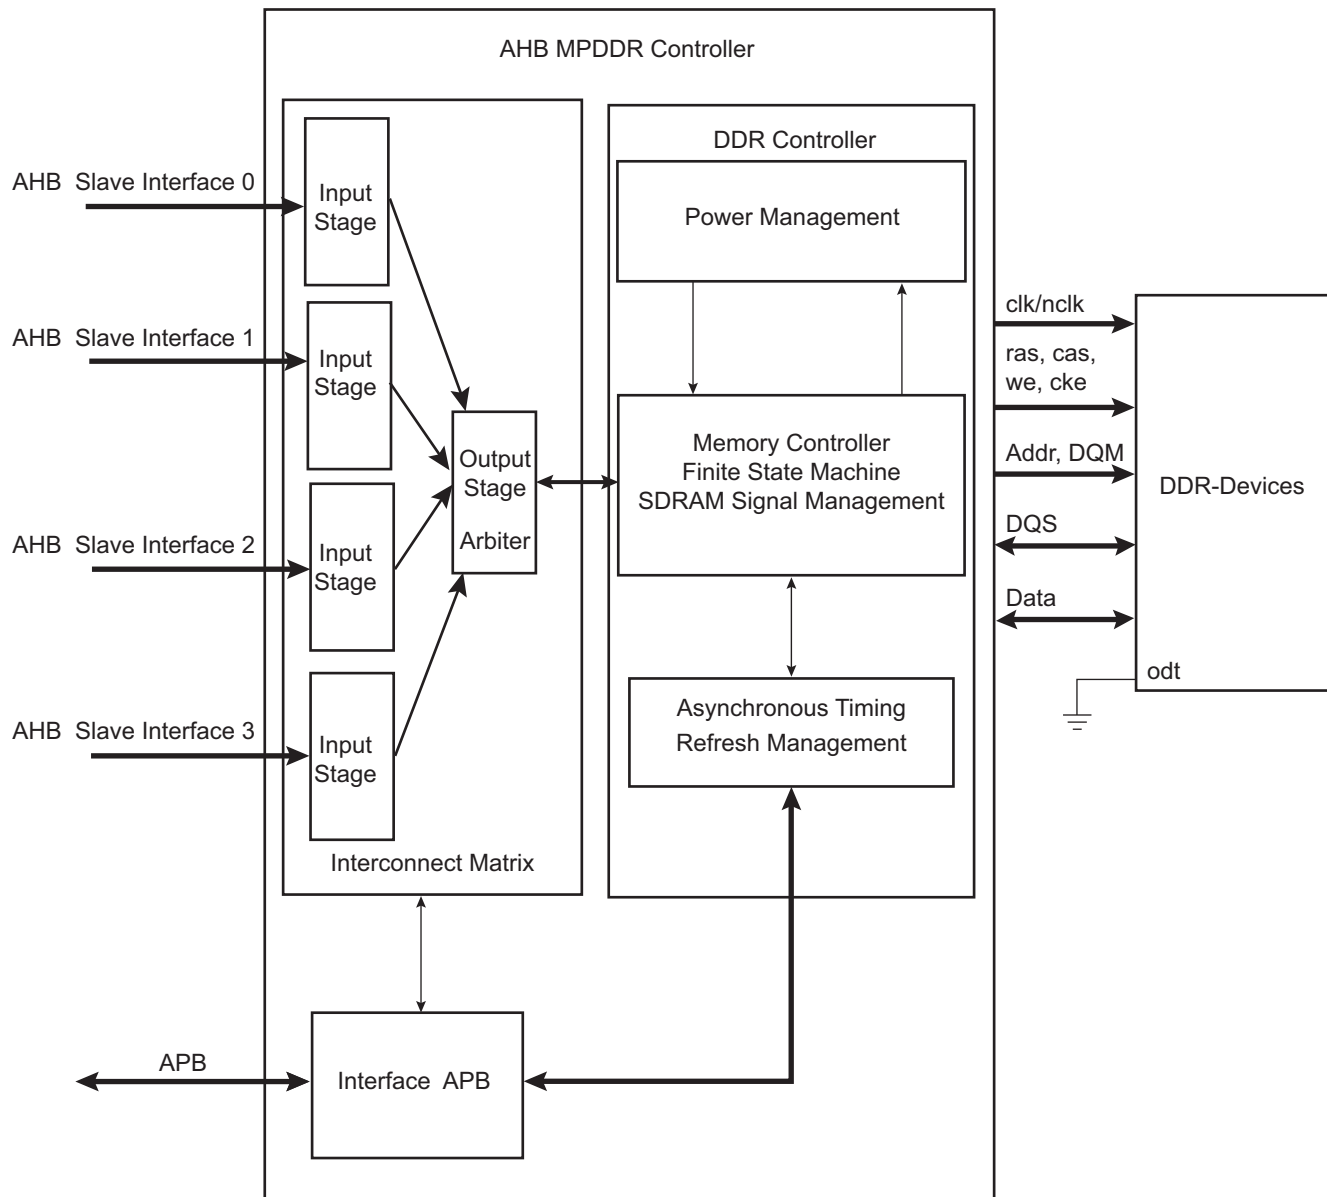 AHB MPDDR Controller
AHB Slave Interface 0
Input
Stage
AHB Slave Interface 1
Input
Stage
AHB Slave Interface 2
Input
Stage
AHB Slave Interface 3
Input
Stage
Output
Stage
Arbiter
Interconnect Matrix
DDR Controller
Power Management
Memory Controller
Finite State Machine
SDRAM Signal Management
Asynchronous Timing
Refresh Management
clk/nclk
ras, cas,
we, cke
Addr, DQM
DQS
Data
DDR-Devices
odt
APB
Interface APB